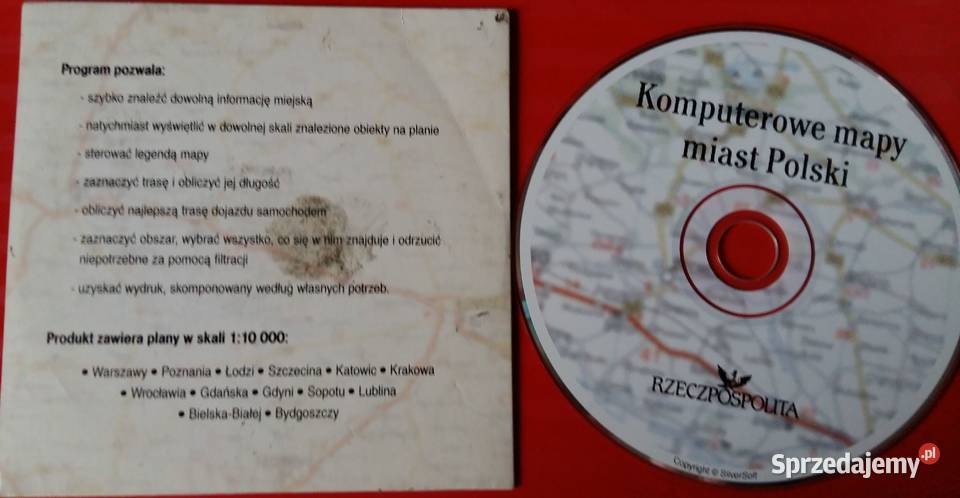 Program pozwala:
- szybko znaleźć dowolną informację miejską
- natychmiast wyświetlić w dowolnej skali znalezione obiekty na planie
- sterować legendą mapy
- zaznaczyć trasę i obliczyć jej długość
- obliczyć najlepszą trasę dojazdu samochodem
- zaznaczyć obszar, wybrać wszystko, co się w nim znajduje i odrzucić
niepotrzebne za pomocą filtracji
- uzyskać wydruk, skomponowany według własnych potrzeb.
Produkt zawiera plany w skali 1:10 000:
• Warszawy • Poznania • Łodzi • Szczecina • Katowic • Krakowa
• Wrocławia • Gdańska • Gdyni • Sopotu • Lublina
• Bielska-Białej • Bydgoszczy
Komputerowe mapy
miast Polski
RZECZPOSPOLITA
Copyright © SilverSoft
Sprzedajemy.pl